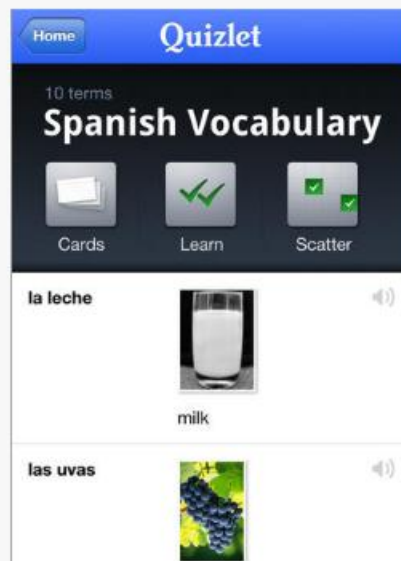 Home
Quizlet
10 terms
Spanish Vocabulary
Cards Learn Scatter
la leche
milk
las uvas